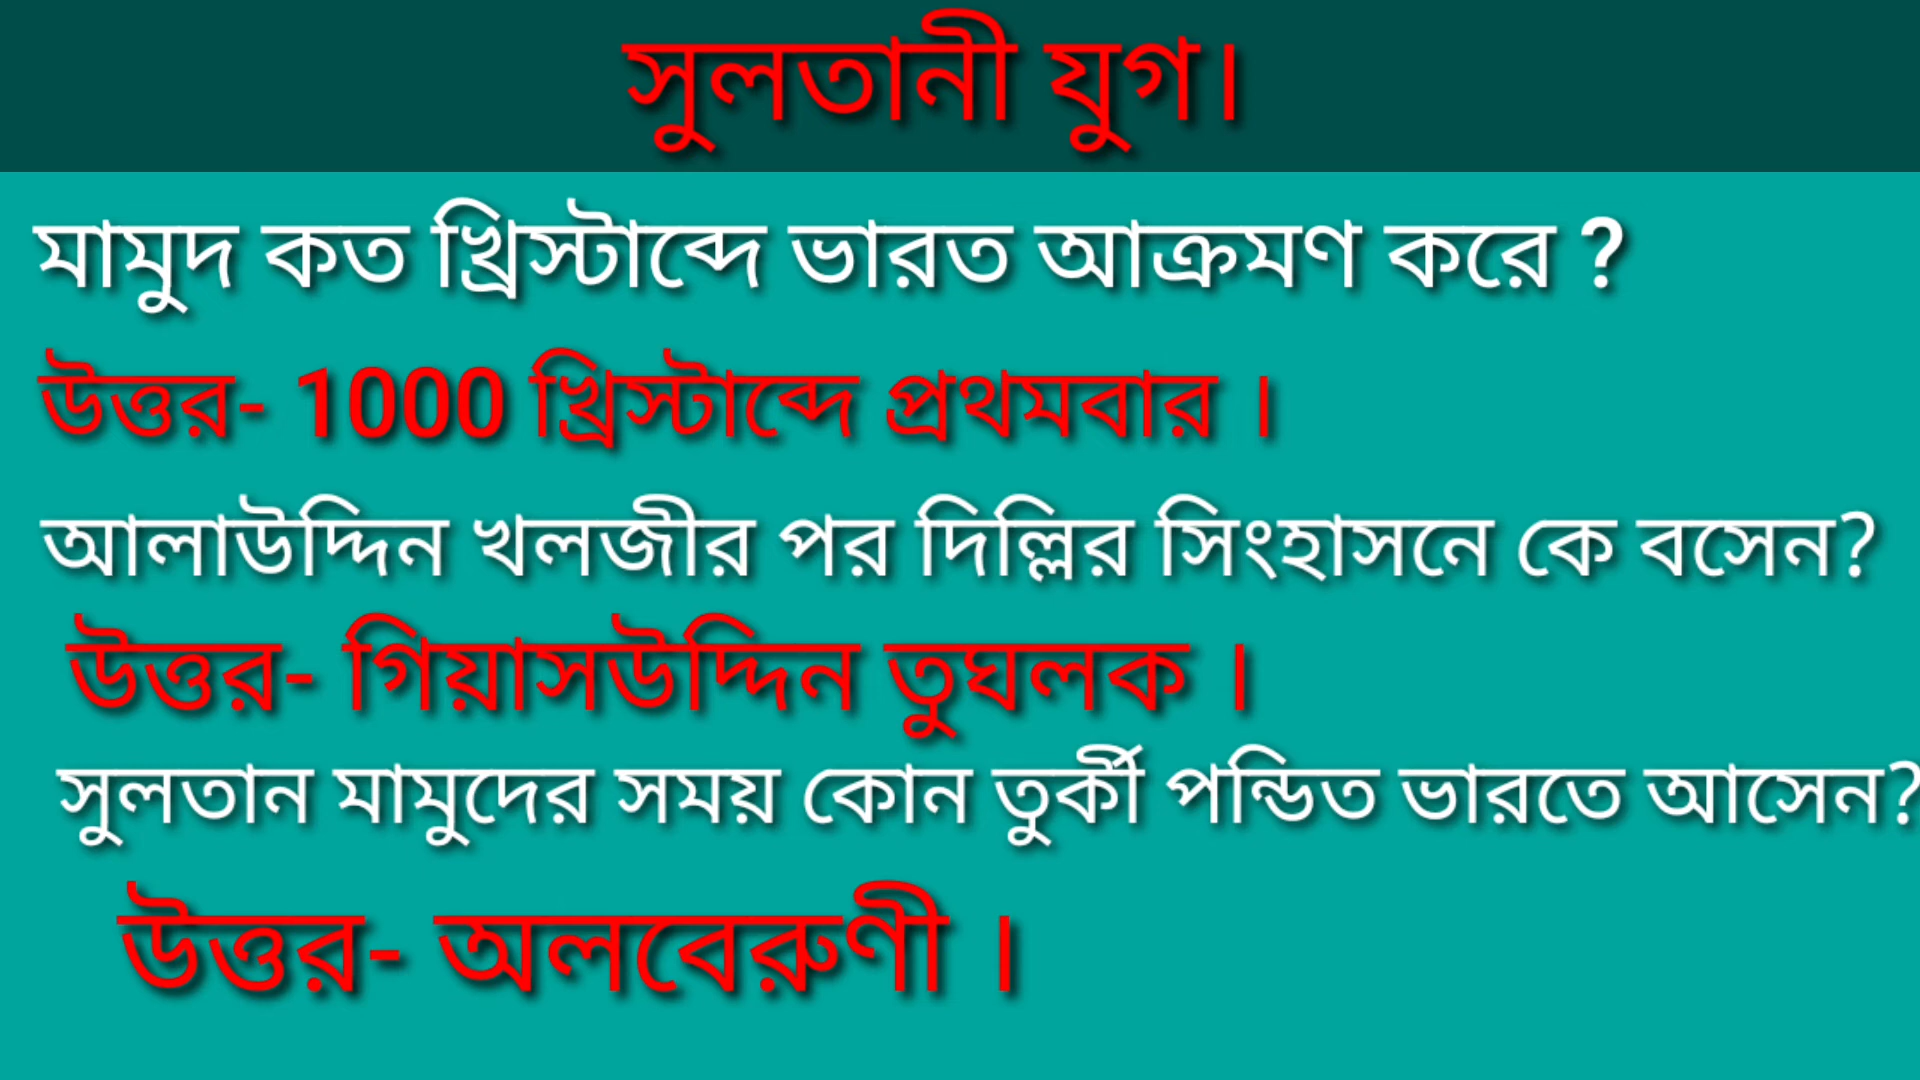 সুলতানী যুগ।
মামুদ কত খ্রিস্টাব্দে ভারত আক্রমণ করে ?
উত্তর- 1000 খ্রিস্টাব্দে প্রথমবার ।
আলাউদ্দিন খলজীর পর দিল্লির সিংহাসনে কে বসেন?
উত্তর- গিয়াসউদ্দিন তুঘলক ।
সুলতান মামুদের সময় কোন তুর্কী পন্ডিত ভারতে আসেন?
উত্তর- অলবেরুণী ।